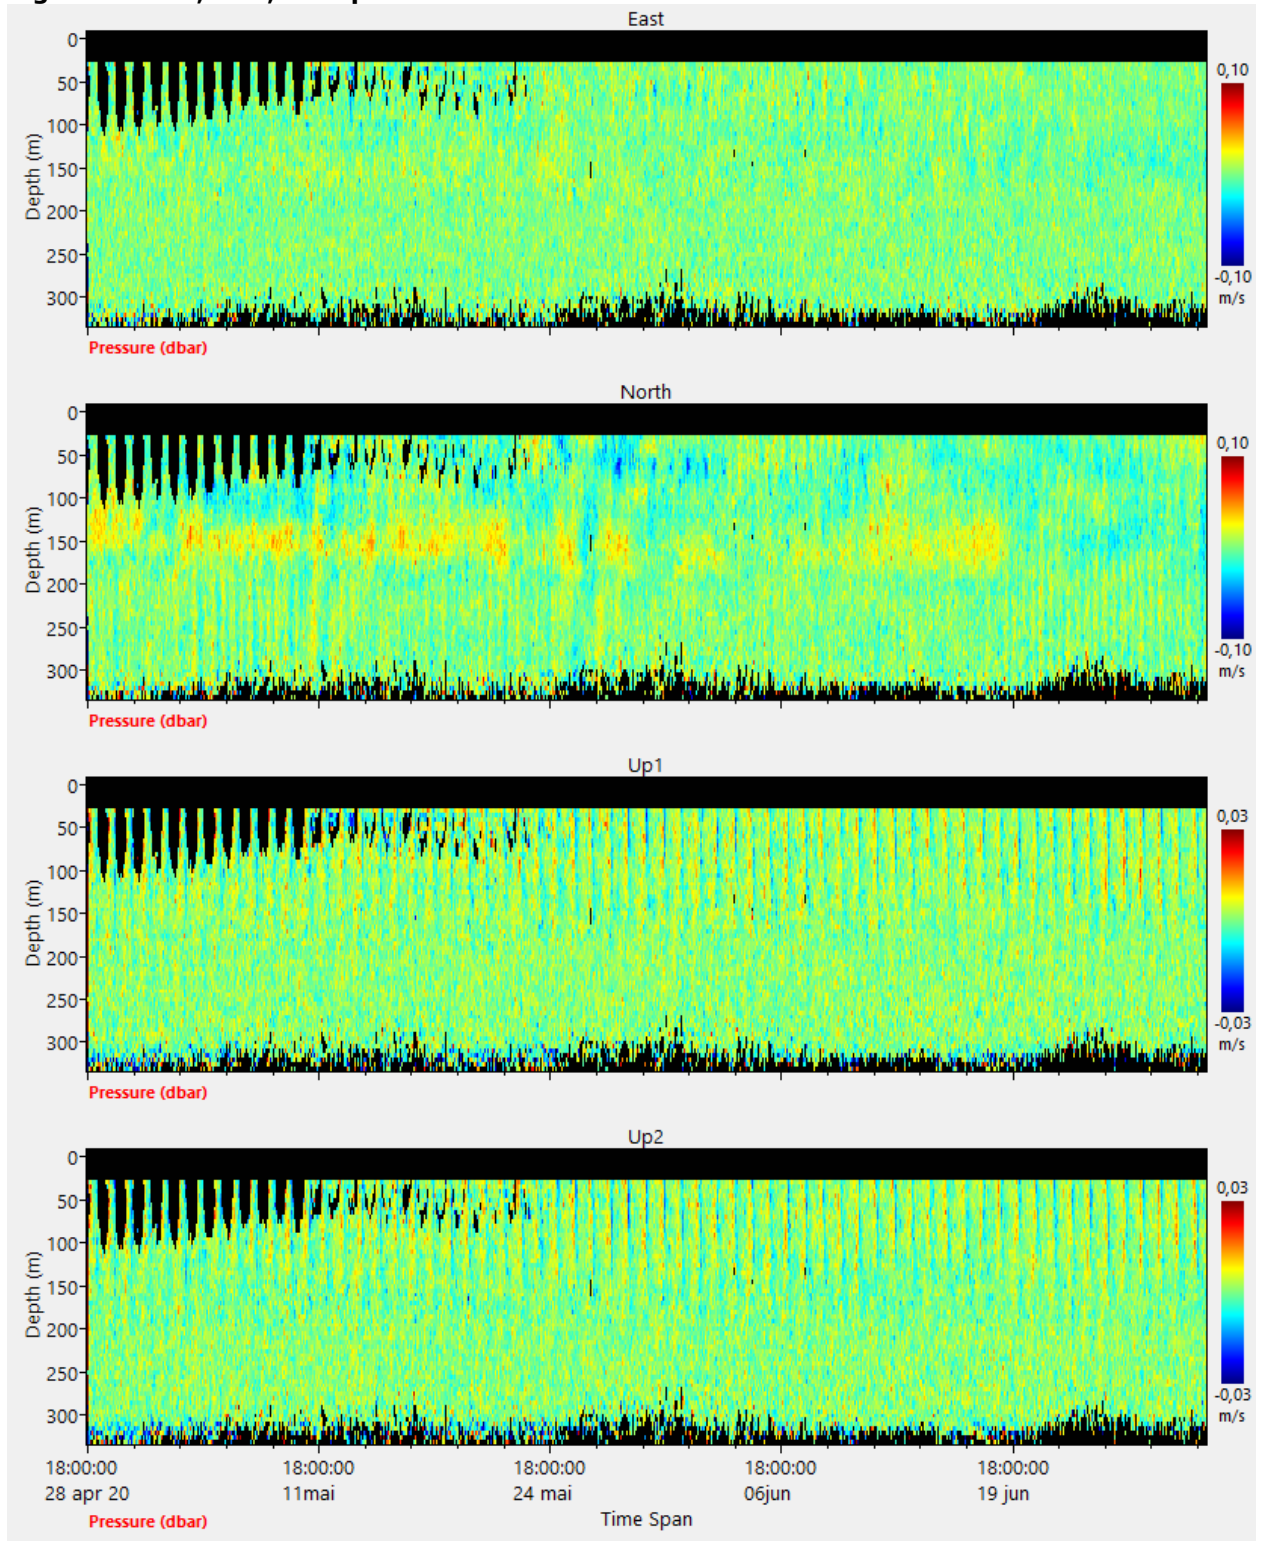 East
0
50
100
150
200
250
300
Depth (m)
0,10
-0,10
m/s
Pressure (dbar)
North
0
50
100
150
200
250
300
Depth (m)
0,10
-0,10
m/s
Pressure (dbar)
Up1
0
50
100
150
200
250
300
Depth (m)
0,03
-0,03
m/s
Pressure (dbar)
Up2
0
50
100
150
200
250
300
Depth (m)
0,03
-0,03
m/s
18:00:00 18:00:00 18:00:00 18:00:00 18:00:00
28 apr 20 11mai 24 mai 06jun 19 jun
Pressure (dbar) Time Span